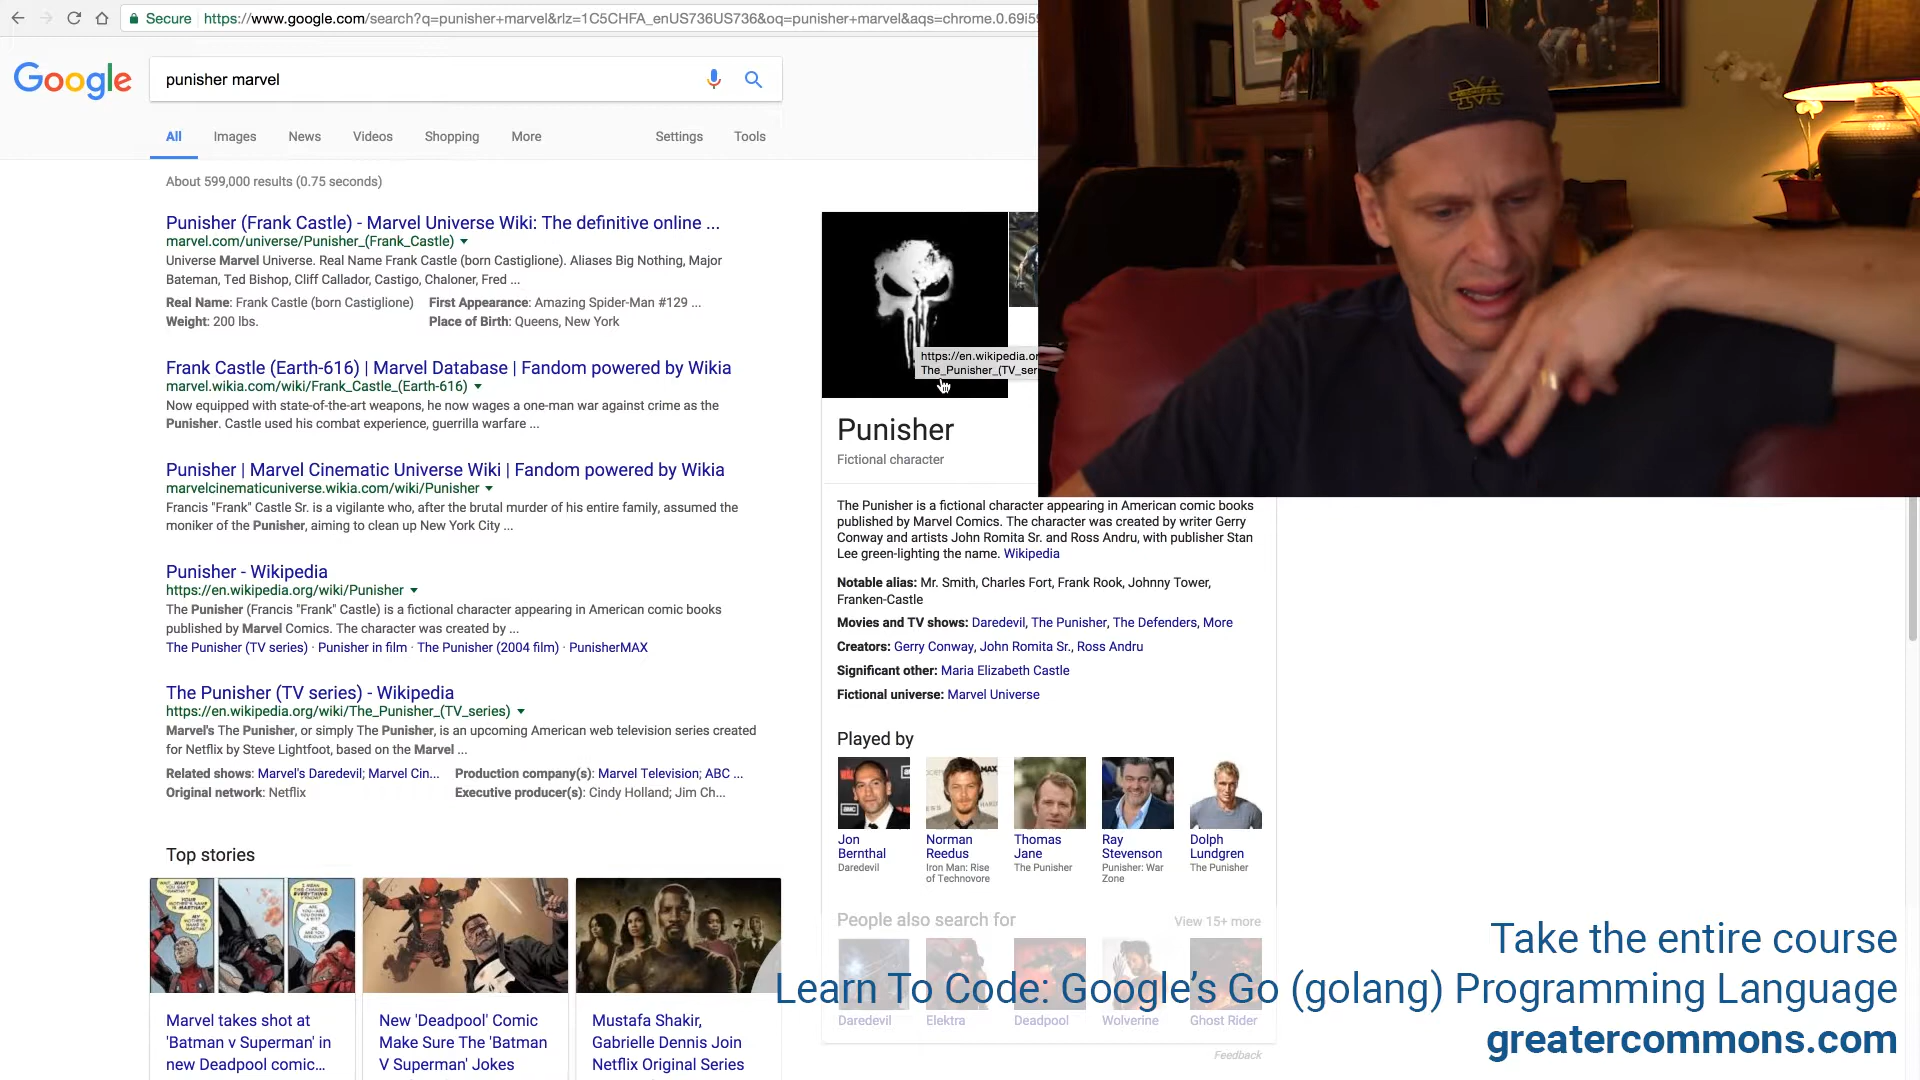 Secure
https://www.google.com/search?q=punisher+marvel&rlz=1C5CHFA_enUS736US736&oq=punisher+marvel&aqs=chrome.0.69i59
Google
punisher marvel
All Images News Videos Shopping More Settings Tools
About 599,000 results (0.75 seconds)
Punisher (Frank Castle) - Marvel Universe Wiki: The definitive online ...
marvel.com/universe/Punisher_(Frank_Castle)
Universe Marvel Universe. Real Name Frank Castle (born Castiglione). Aliases Big Nothing, Major
Bateman, Ted Bishop, Cliff Callador, Castigo, Chaloner, Fred ...
Real Name: Frank Castle (born Castiglione) First Appearance: Amazing Spider-Man #129 ...
Weight: 200 lbs. Place of Birth: Queens, New York
Frank Castle (Earth-616) | Marvel Database | Fandom powered by Wikia
marvel.wikia.com/wiki/Frank_Castle_(Earth-616)
Now equipped with state-of-the-art weapons, he now wages a one-man war against crime as the
Punisher. Castle used his combat experience, guerrilla warfare ...
Punisher | Marvel Cinematic Universe Wiki | Fandom powered by Wikia
marvelcinematicuniverse.wikia.com/wiki/Punisher
Francis "Frank" Castle Sr. is a vigilante who, after the brutal murder of his entire family, assumed the
moniker of the Punisher, aiming to clean up New York City ...
Punisher - Wikipedia
https://en.wikipedia.org/wiki/Punisher
The Punisher (Francis "Frank" Castle) is a fictional character appearing in American comic books
published by Marvel Comics. The character was created by ...
The Punisher (TV series) · Punisher in film · The Punisher (2004 film) · PunisherMAX
The Punisher (TV series) - Wikipedia
https://en.wikipedia.org/wiki/The_Punisher_(TV_series)
Marvel's The Punisher, or simply The Punisher, is an upcoming American web television series created
for Netflix by Steve Lightfoot, based on the Marvel ...
Related shows: Marvel's Daredevil; Marvel Cin... Production company(s): Marvel Television; ABC ...
Original network: Netflix Executive producer(s): Cindy Holland; Jim Ch...
Top stories
Marvel takes shot at
'Batman v Superman' in
new Deadpool comic...
New 'Deadpool' Comic
Make Sure The 'Batman
V Superman' Jokes
Mustafa Shakir,
Gabrielle Dennis Join
Netflix Original Series
https://en.wikipedia.or
The_Punisher_(TV_ser
Punisher
Fictional character
The Punisher is a fictional character appearing in American comic books
published by Marvel Comics. The character was created by writer Gerry
Conway and artists John Romita Sr. and Ross Andru, with publisher Stan
Lee green-lighting the name. Wikipedia
Notable alias: Mr. Smith, Charles Fort, Frank Rook, Johnny Tower,
Franken-Castle
Movies and TV shows: Daredevil, The Punisher, The Defenders, More
Creators: Gerry Conway, John Romita Sr., Ross Andru
Significant other: Maria Elizabeth Castle
Fictional universe: Marvel Universe
Played by
Jon
Bernthal
Daredevil
Norman
Reedus
Iron Man: Rise
of Technovore
Thomas
Jane
The Punisher
Ray
Stevenson
Punisher: War
Zone
Dolph
Lundgren
The Punisher
People also search for View 15+ more
Daredevil Elektra Deadpool Wolverine Ghost Rider
Feedback
Take the entire course
Learn To Code: Google's Go (golang) Programming Language
greatercommons.com